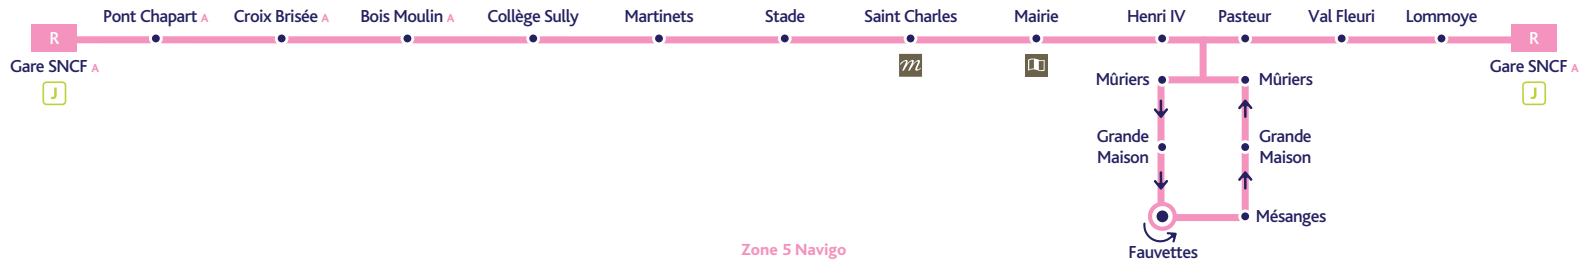 Pont Chapart A
Croix Brisée A
Bois Moulin A
Collège Sully
Martinets
Stade
Saint Charles
Mairie
Henri IV
Pasteur
Val Fleuri
Lommoye
R
R
Gare SNCF A
J
m
Gare SNCF A
J
Mûriers
Mûriers
Grande
Maison
Grande
Maison
Mésanges
Fauvettes
Zone 5 Navigo